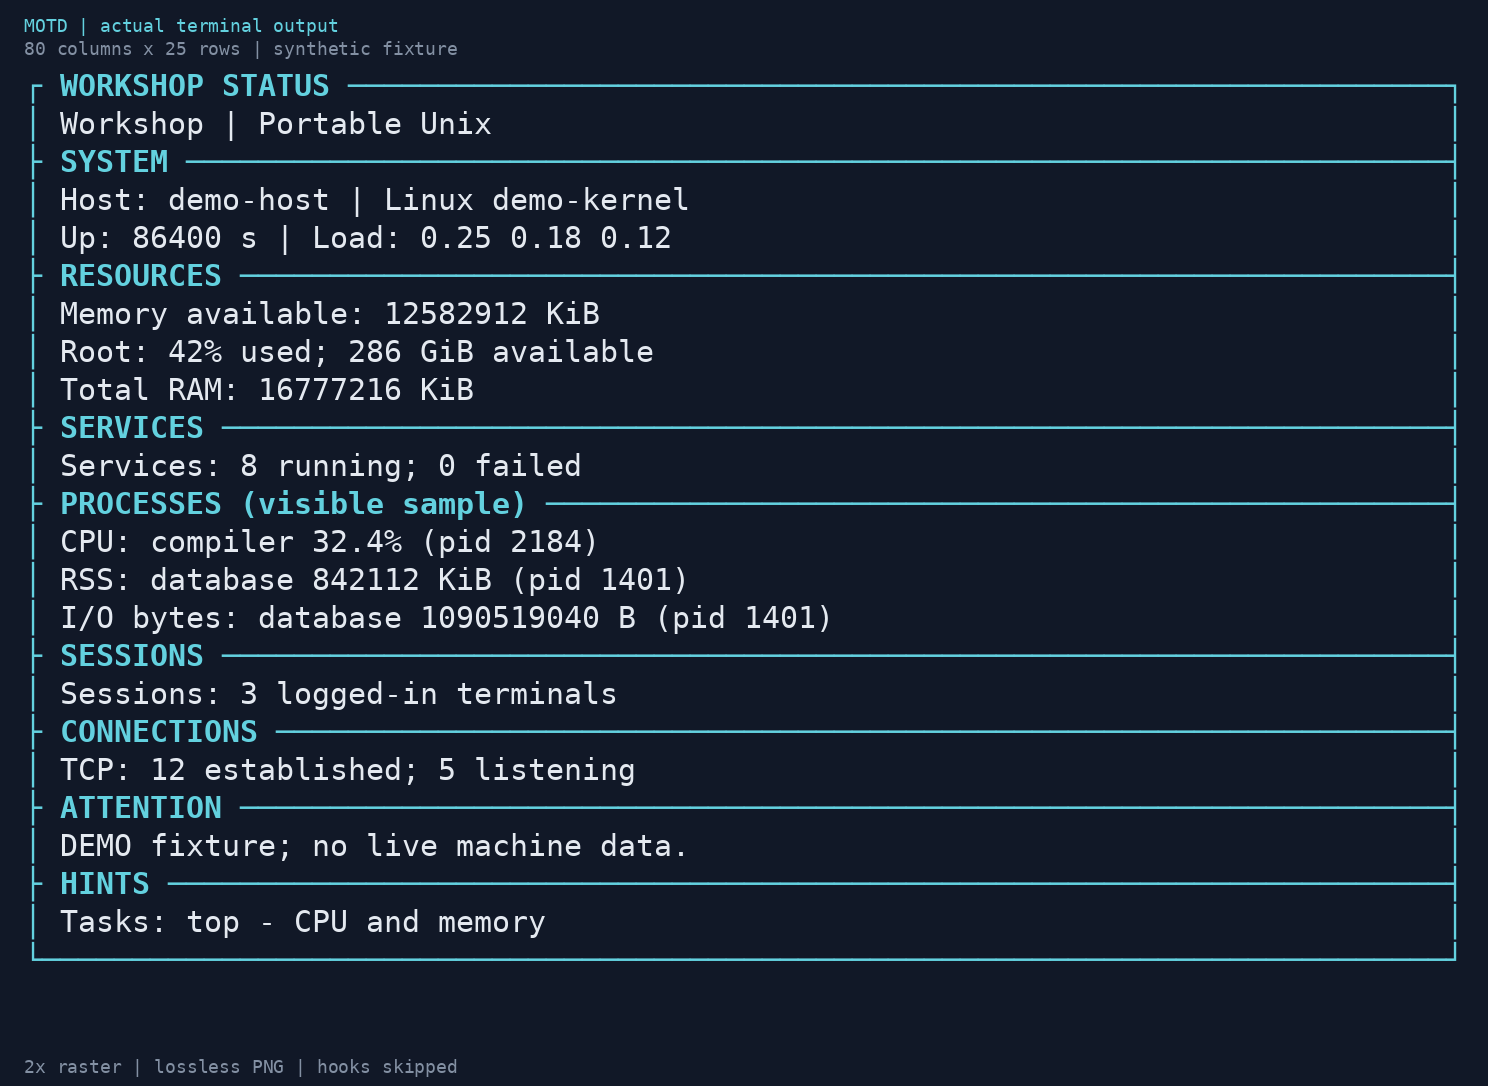 MOTD | actual terminal output
80 columns x 25 rows | synthetic fixture
WORKSHOP STATUS
Workshop | Portable Unix
SYSTEM
Host: demo-host | Linux demo-kernel
Up: 86400 s | Load: 0.25 0.18 0.12
RESOURCES
Memory available: 12582912 KiB
Root: 42% used; 286 GiB available
Total RAM: 16777216 KiB
SERVICES
Services: 8 running; 0 failed
PROCESSES (visible sample)
CPU: compiler 32.4% (pid 2184)
RSS: database 842112 KiB (pid 1401)
I/O bytes: database 1090519040 B (pid 1401)
SESSIONS
Sessions: 3 logged-in terminals
CONNECTIONS
TCP: 12 established; 5 listening
ATTENTION
DEMO fixture; no live machine data.
HINTS
Tasks: top - CPU and memory
2x raster | lossless PNG | hooks skipped